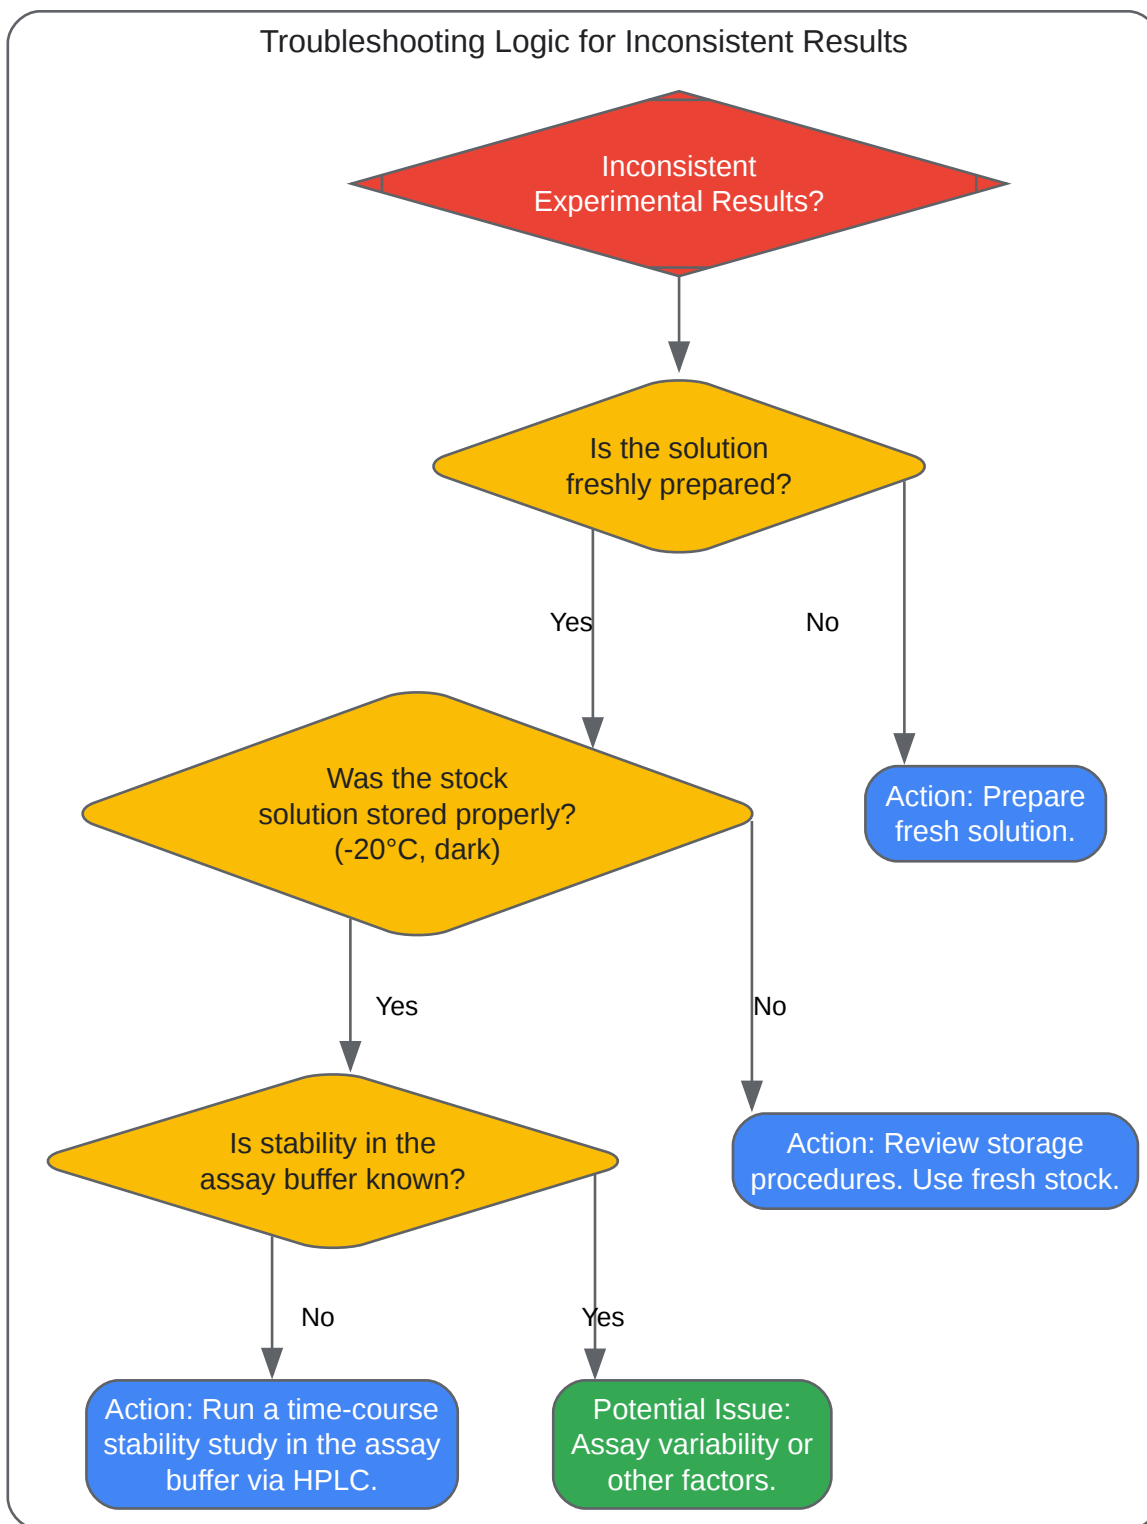 Troubleshooting Logic for Inconsistent Results
Inconsistent
Experimental Results?
Is the solution
freshly prepared?
Yes
No
Was the stock
solution stored properly?
(-20°C, dark)
Action: Prepare
fresh solution.
Yes
No
Is stability in the
assay buffer known?
Action: Review storage
procedures. Use fresh stock.
No
Yes
Action: Run a time-course
stability study in the assay
buffer via HPLC.
Potential Issue:
Assay variability or
other factors.